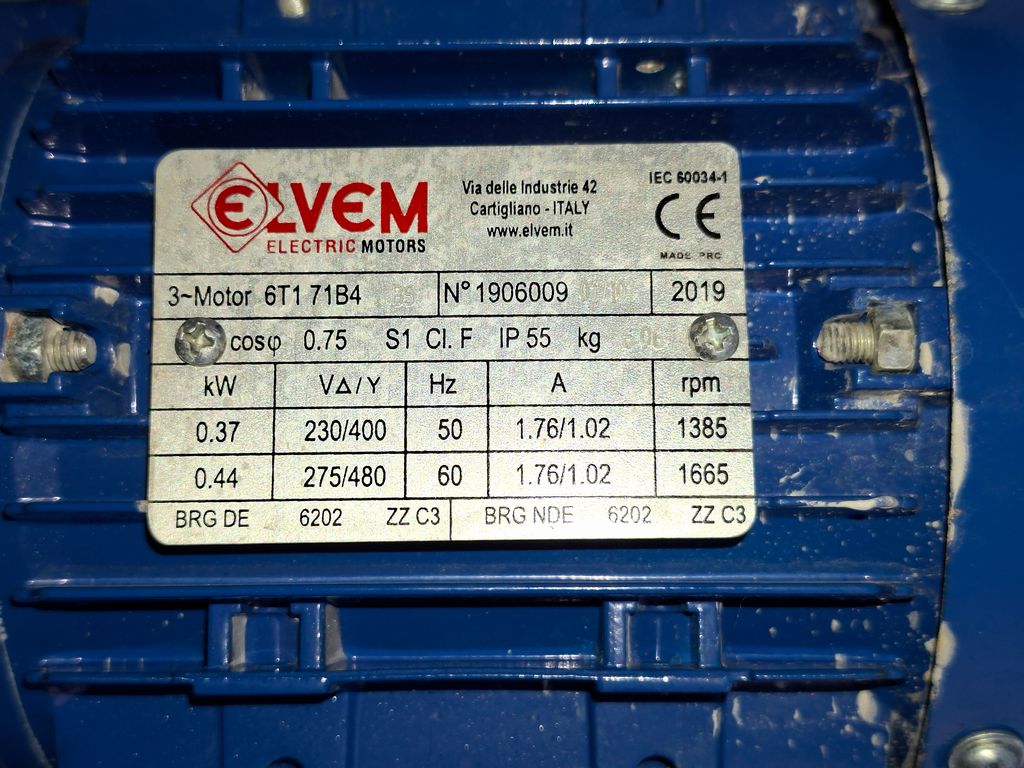 ELVEM
ELECTRIC MOTORS
Via delle Industrie 42
Cartigliano - ITALY
www.elvem.it
IEC 60034-1
CE
MADE PRC
3~Motor 6T1 71B4
N° 1906009
2019
cosφ 0.75 S1 Cl. F IP 55 kg
kW V△/Y Hz A rpm
0.37 230/400 50 1.76/1.02 1385
0.44 275/480 60 1.76/1.02 1665
BRG DE 6202 ZZ C3 BRG NDE 6202 ZZ C3